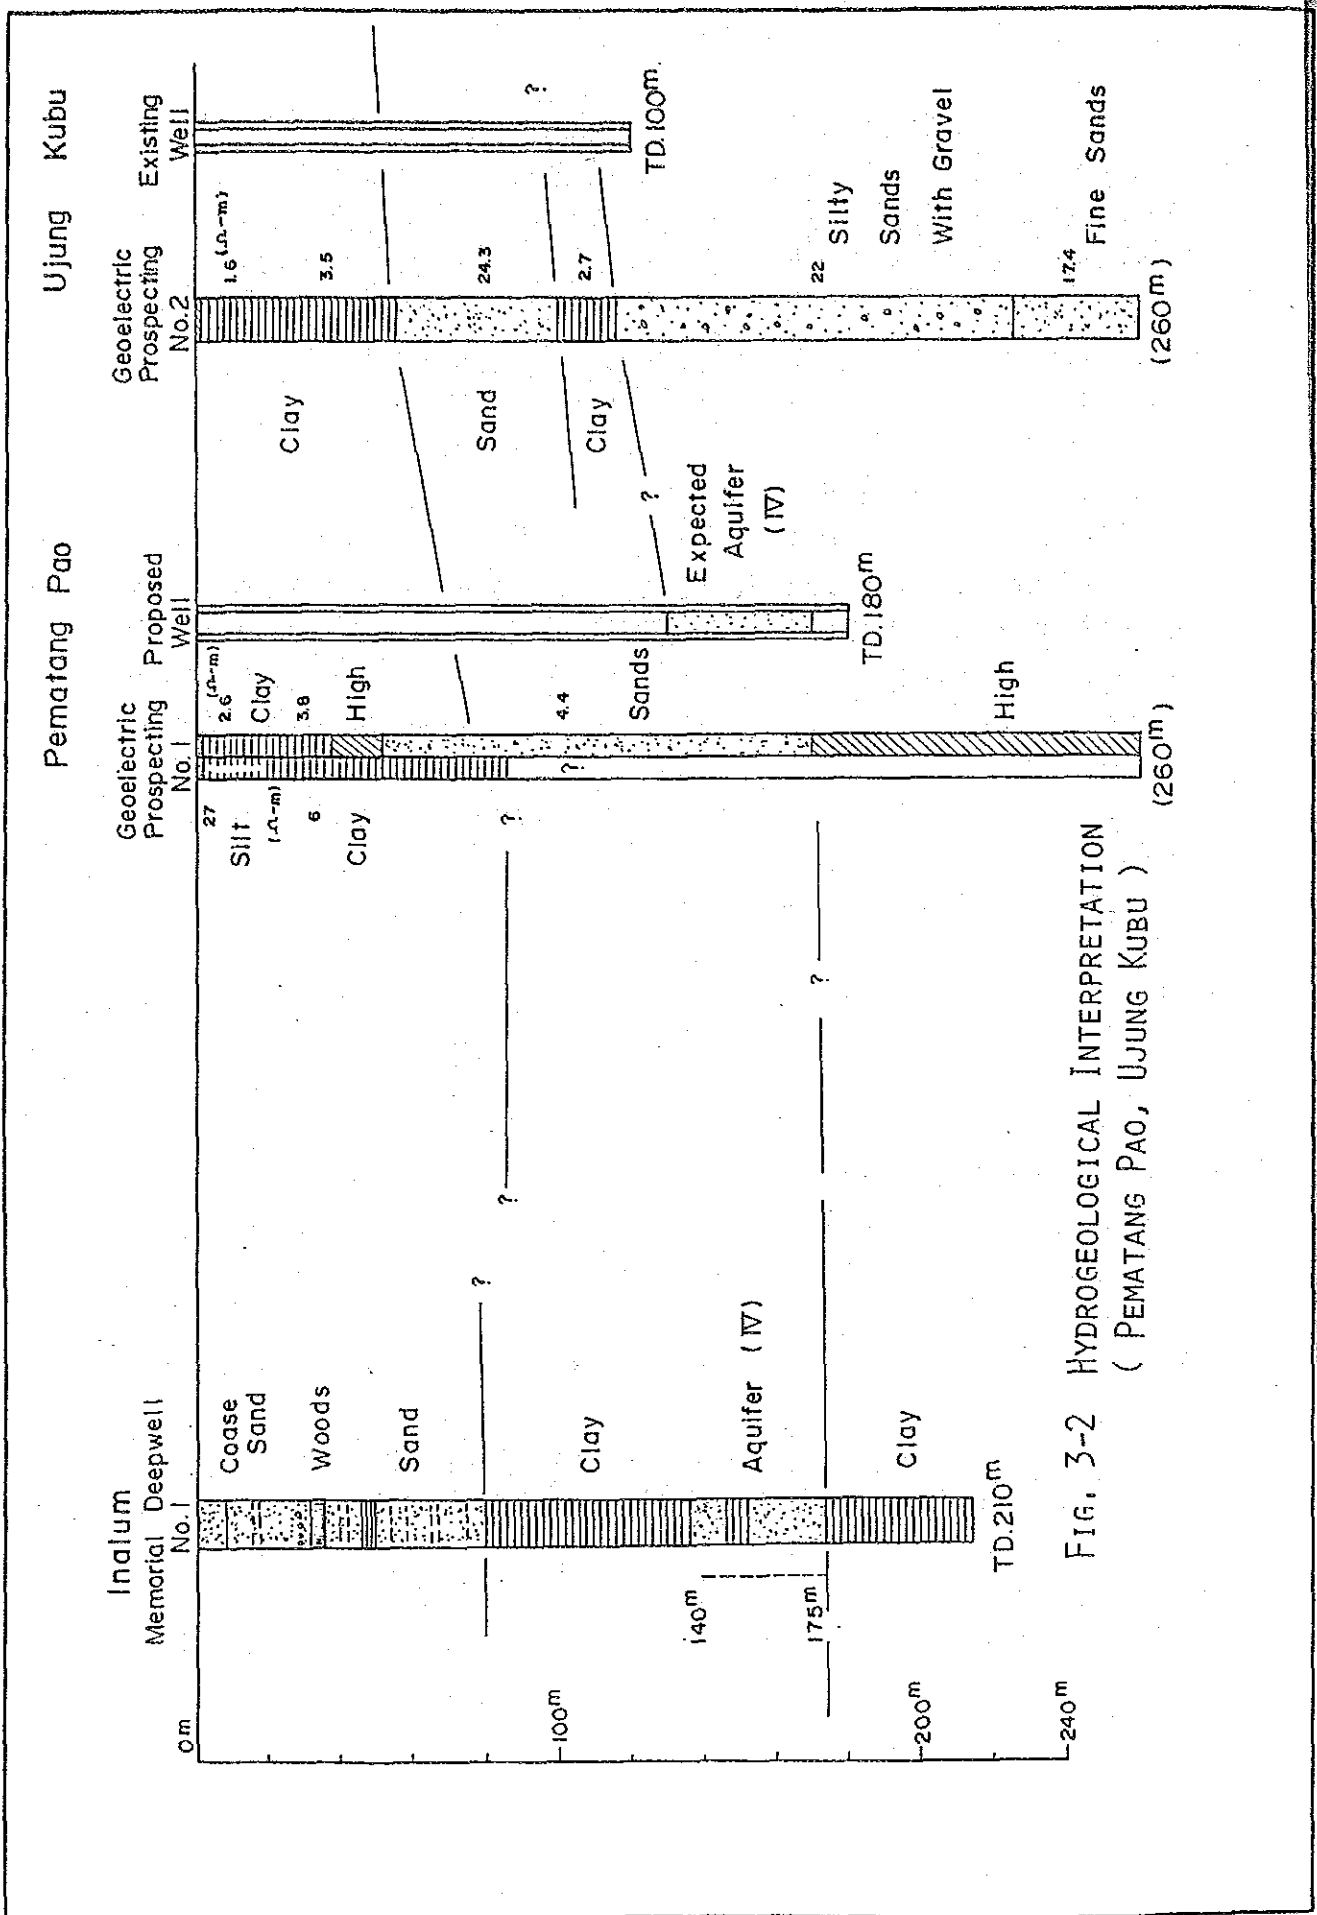 Inalum
Memorial Deepwell
No. 1
Coase
Sand
Woods
Sand
Clay
Aquifer (IV)
Clay
140m
175m
TD.210m
0m
100m
200m
240m
?
?
?
?
Pematang Pao
Geoelectric
Prospecting
No. 1
27
Silt
(Ω-m)
6
Clay
2.6 (Ω-m)
Clay
3.8
High
4.4
Sands
High
?
(260m)
Proposed
Well
Expected
Aquifer
(IV)
TD.180m
?
Ujung Kubu
Geoelectric
Prospecting
No.2
Clay
Sand
Clay
1.6 (Ω-m)
3.5
24.3
2.7
22
Silty
Sands
With Gravel
17.4
Fine Sands
(260m)
Existing
Well
?
TD.100m.
FIG. 3-2 HYDROGEOLOGICAL INTERPRETATION
( PEMATANG PAO, UJUNG KUBU )